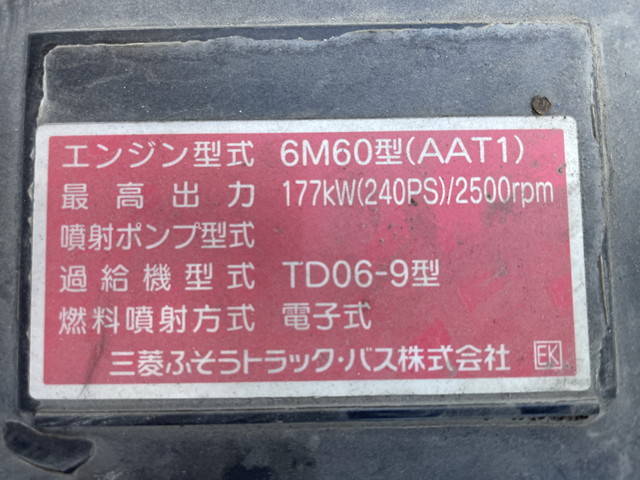 エンジン型式 6M60型(AAT1)
最高出力 177kW(240PS)/2500rpm
噴射ポンプ型式
過給機型式 TD06-9型
燃料噴射方式 電子式
三菱ふそうトラック・バス株式会社 EK